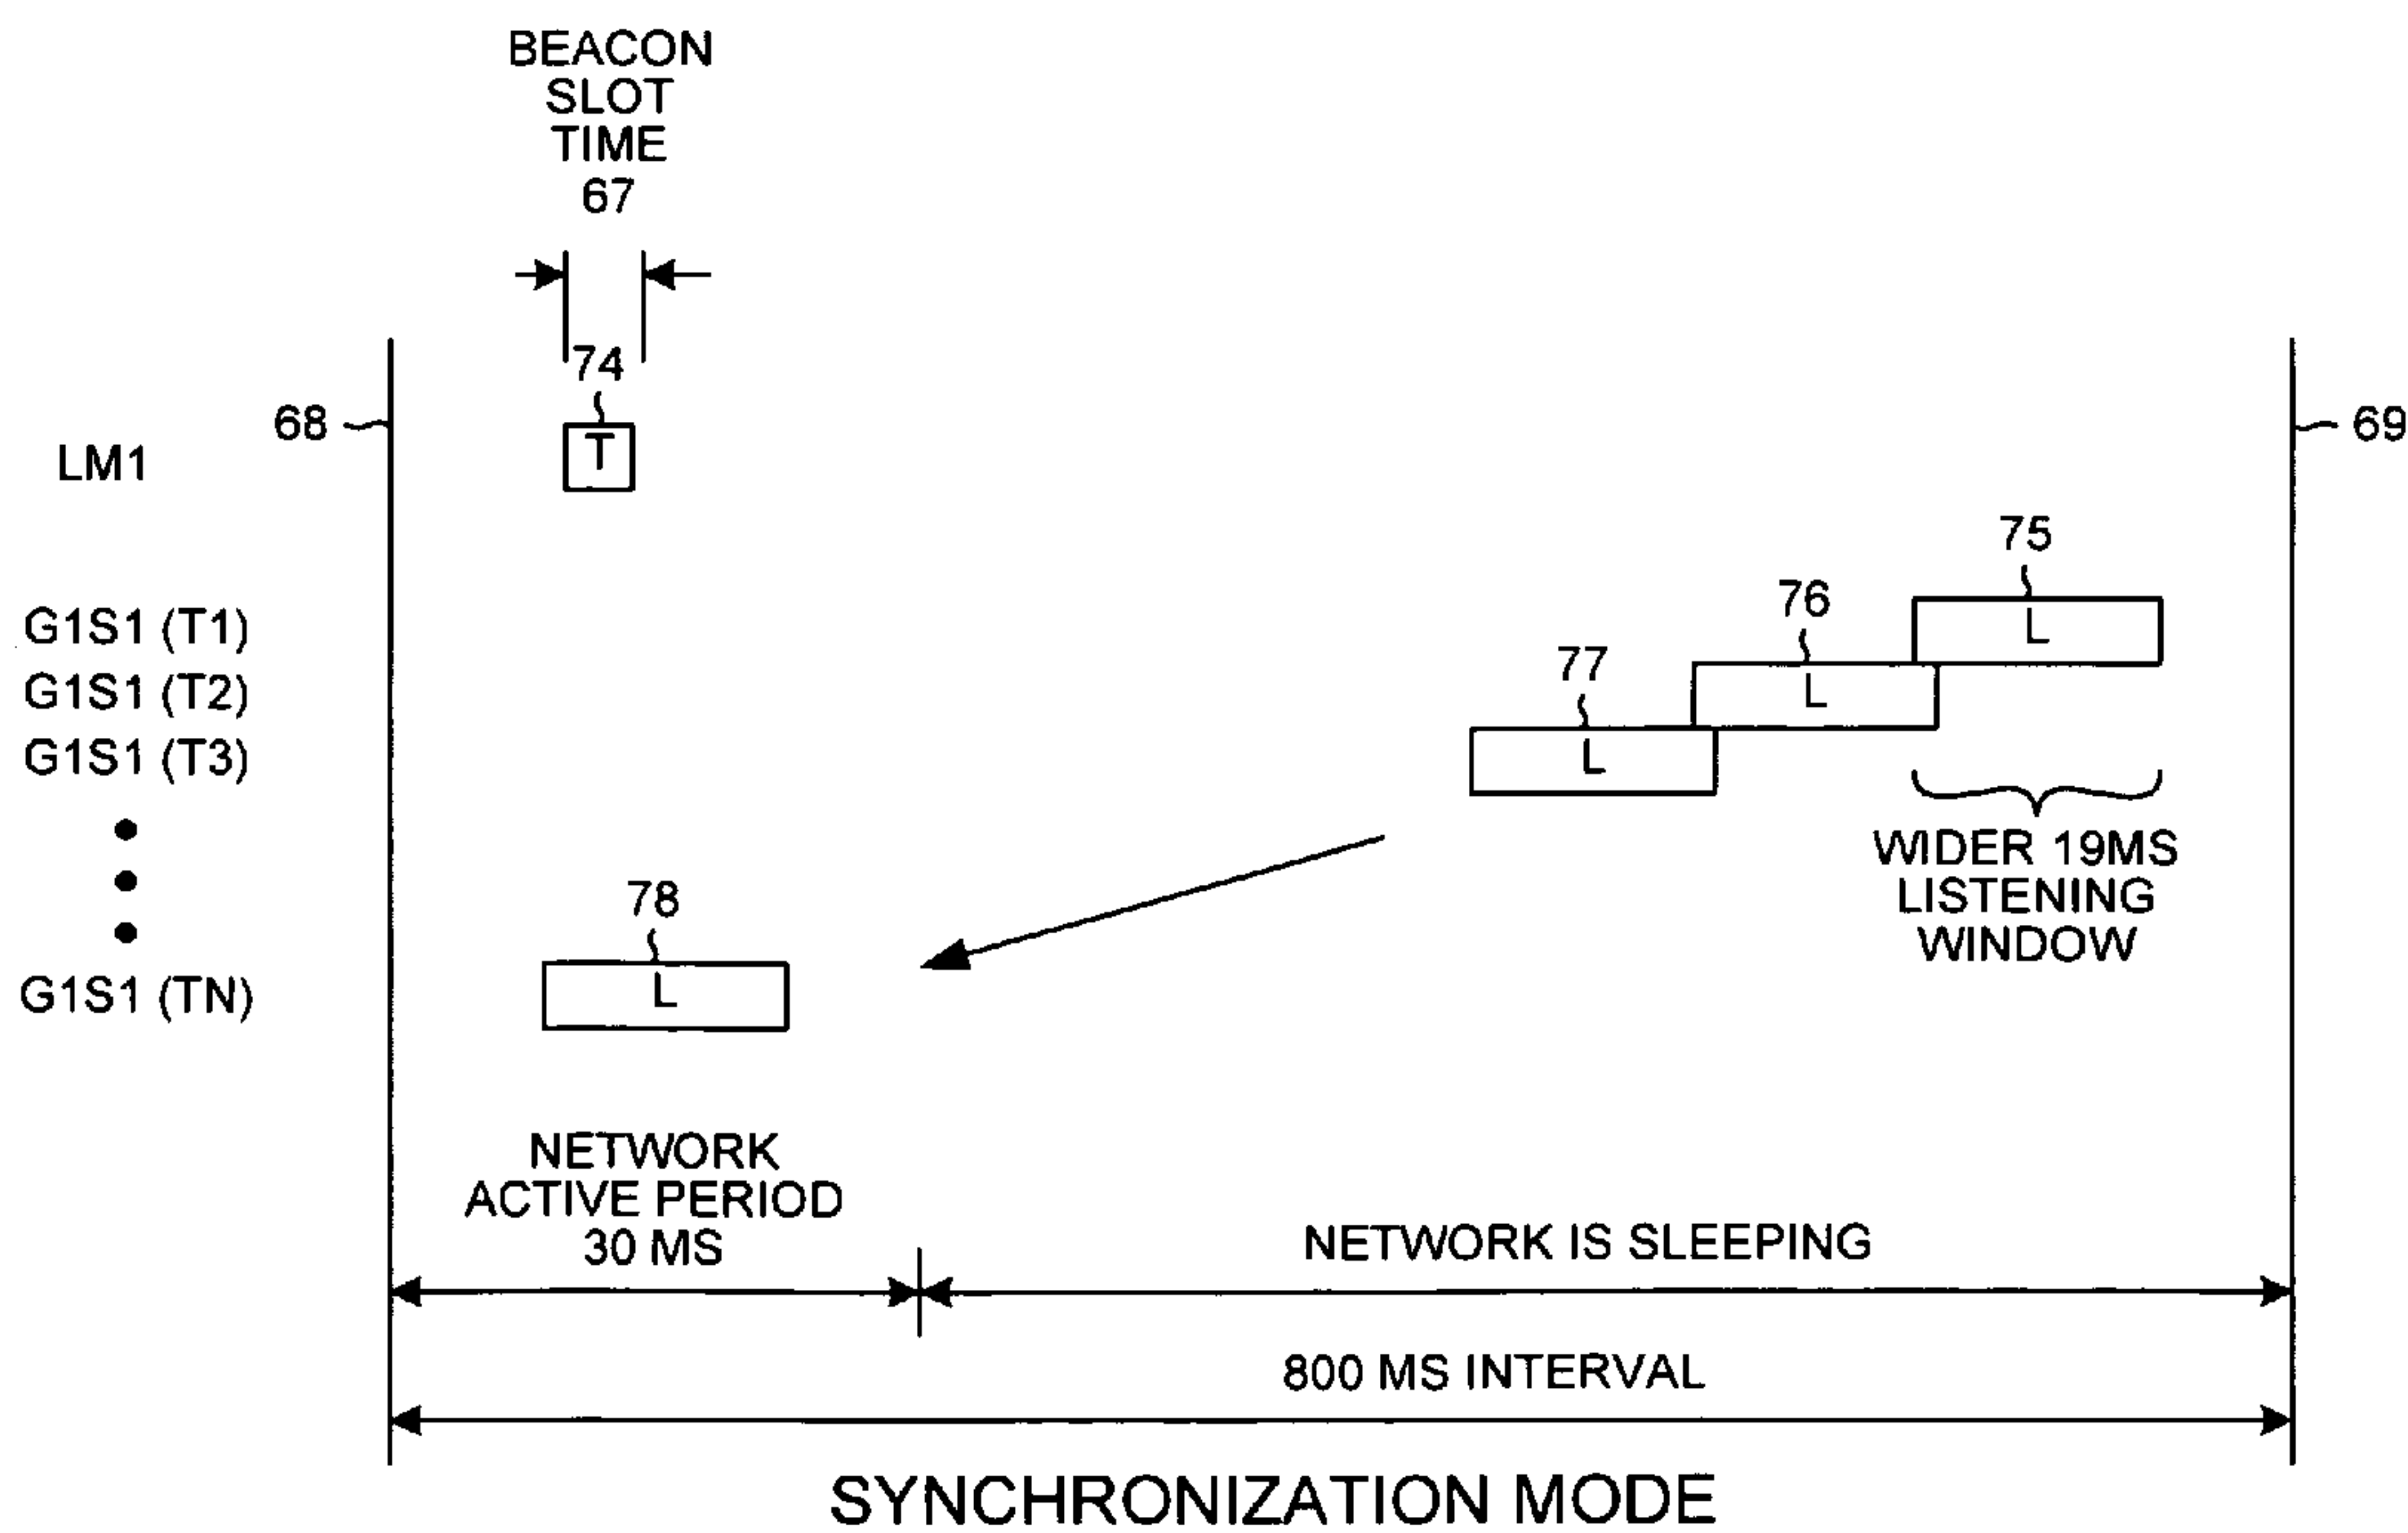 BEACON
SLOT
TIME
67
74
68
69
T
LM1
75
L
G1S1 (T1)
76
L
G1S1 (T2)
77
L
G1S1 (T3)
WIDER 19MS
LISTENING
WINDOW
78
L
G1S1 (TN)
NETWORK
ACTIVE PERIOD
30 MS
NETWORK IS SLEEPING
800 MS INTERVAL
SYNCHRONIZATION MODE